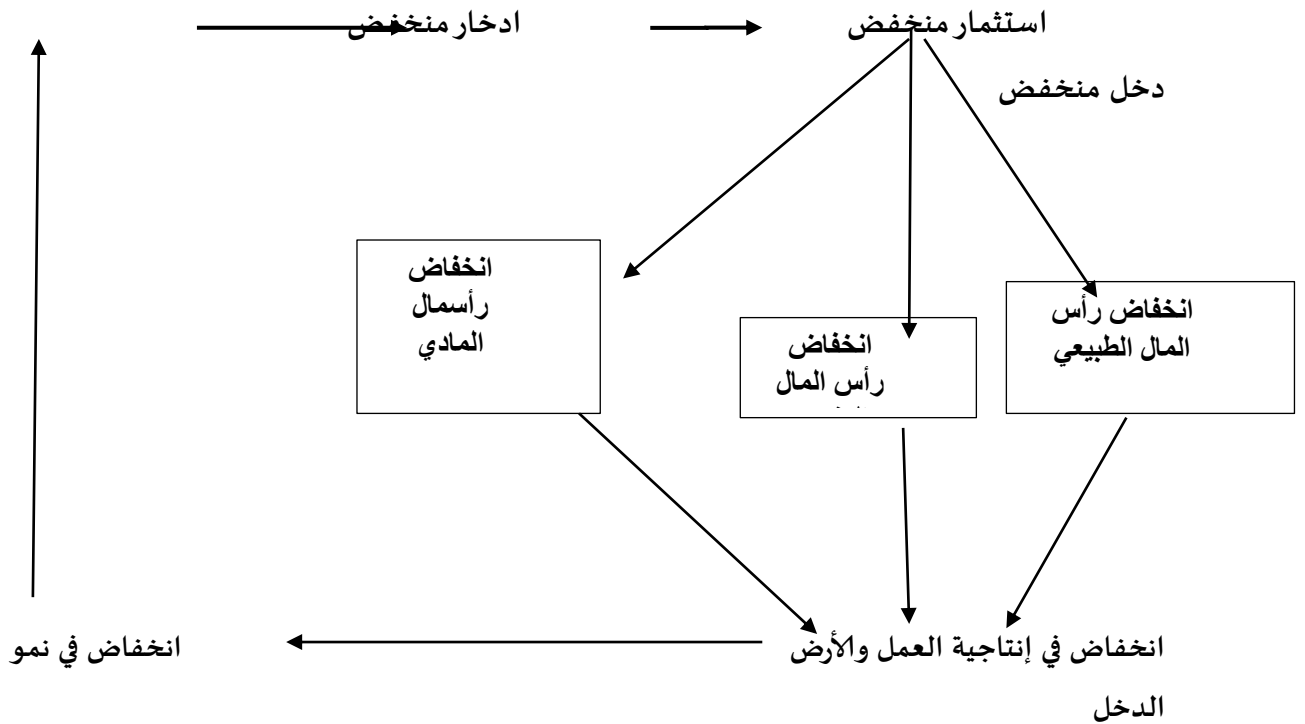 استثمار منخفض
ادخار منخفض
دخل منخفض
انخفاض
رأسمال
المادي
انخفاض
رأس المال
انخفاض رأس
المال الطبيعي
انخفاض في إنتاجية العمل والأرض
انخفاض في نمو
الدخل